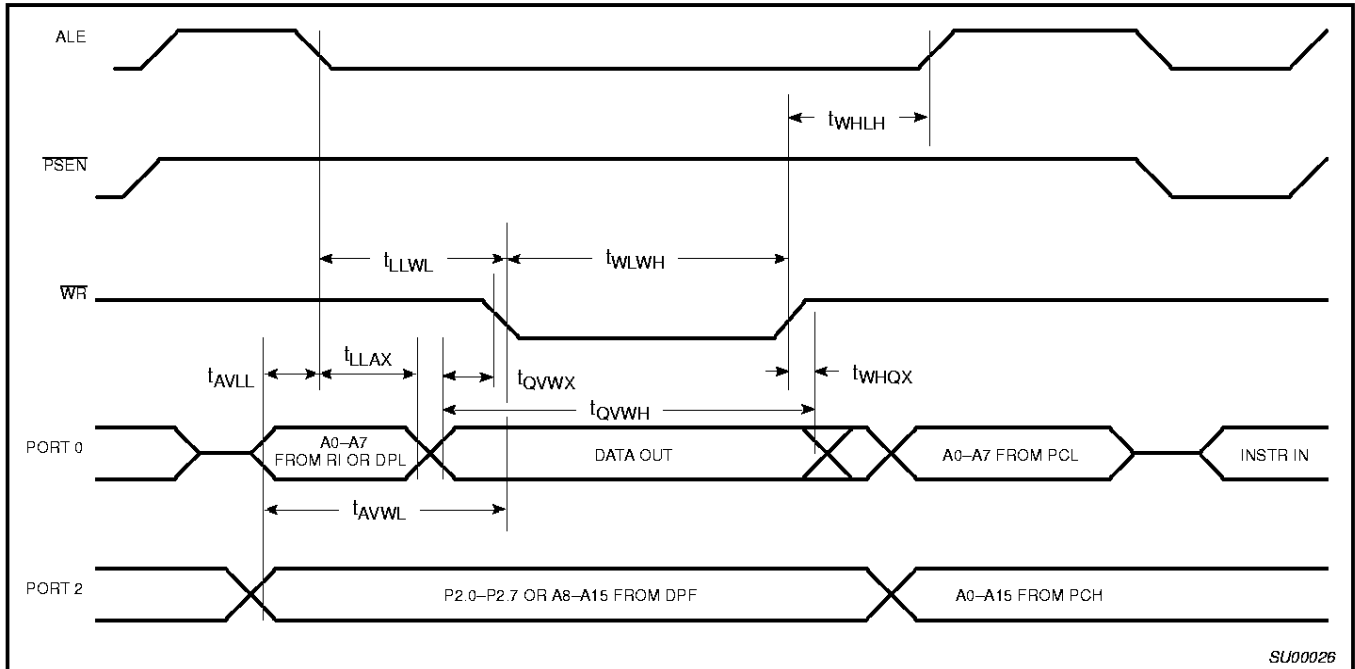 ALE
tWHLH
PSEN
tLLWL
tWLWH
WR
tAVLL
tLLAX
tQVWX
tWHQX
tQVWH
PORT 0
A0–A7
FROM RI OR DPL
DATA OUT
A0–A7 FROM PCL
INSTR IN
tAVWL
PORT 2
P2.0–P2.7 OR A8–A15 FROM DPF
A0–A15 FROM PCH
SU00026